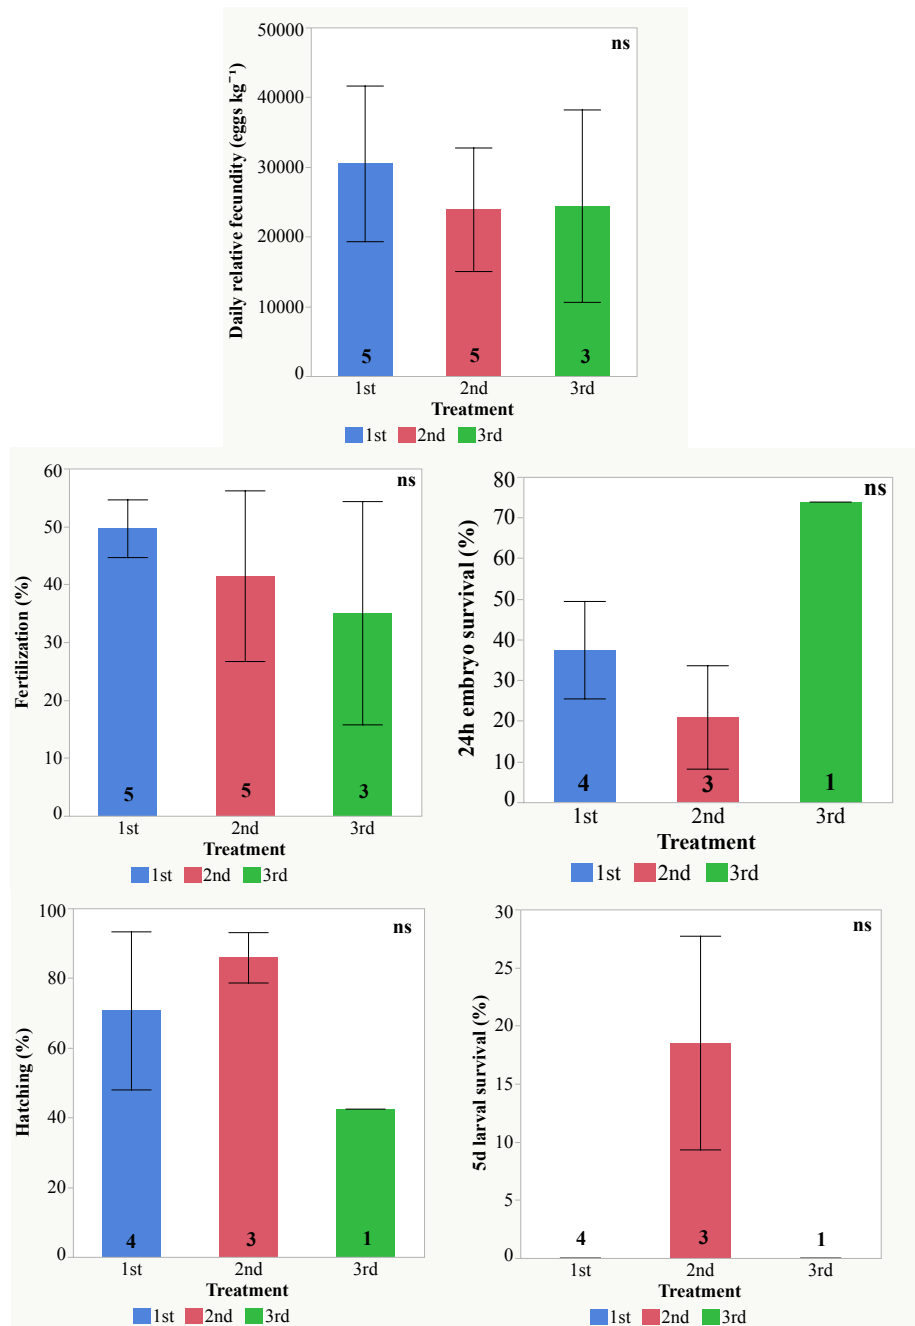 50000
ns
40000
30000
20000
10000
0
Daily relative fecundity (eggs kg⁻¹)
5
5
3
1st
2nd
3rd
Treatment
1st 2nd 3rd
60
ns
50
40
30
20
10
0
Fertilization (%)
5
5
3
1st
2nd
3rd
Treatment
1st 2nd 3rd
80
ns
70
60
50
40
30
20
10
0
24h embryo survival (%)
4
3
1
1st
2nd
3rd
Treatment
1st 2nd 3rd
100
ns
80
60
40
20
0
Hatching (%)
4
3
1
1st
2nd
3rd
Treatment
1st 2nd 3rd
30
ns
25
20
15
10
5
0
5d larval survival (%)
4
3
1
1st
2nd
3rd
Treatment
1st 2nd 3rd